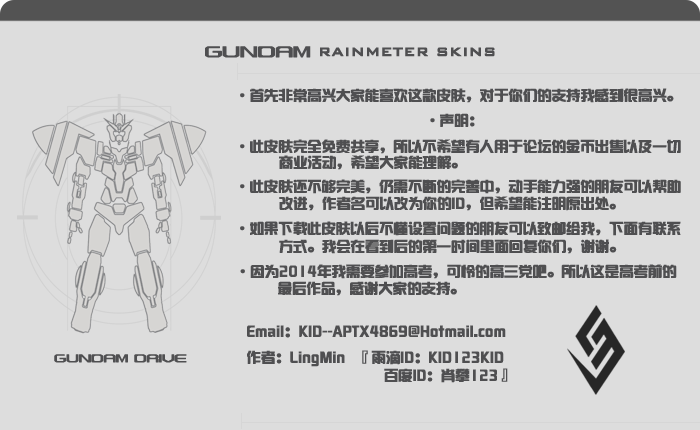 GUNDAM RAINMETER SKINS
• 首先非常高兴大家能喜欢这款皮肤，对于你们的支持我感到很高兴。
• 声明：
• 此皮肤完全免费共享，所以不希望有人用于论坛的金币出售以及一切
商业活动，希望大家能理解。
• 此皮肤还不够完美，仍需不断的完善中，动手能力强的朋友可以帮助
改进，作者名可以改为你的ID，但希望能注明原出处。
• 如果下载此皮肤以后不懂设置问题的朋友可以致邮给我，下面有联系
方式。我会在看到后的第一时间里面回复你们，谢谢。
• 因为2014年我需要参加高考，可怜的高三党吧。所以这是高考前的
最后作品，感谢大家的支持。
Email：KID--APTX4869@Hotmail.com
作者：LingMin 『雨滴ID：KID123KID
百度ID：肖攀123』
GUNDAM DRIVE